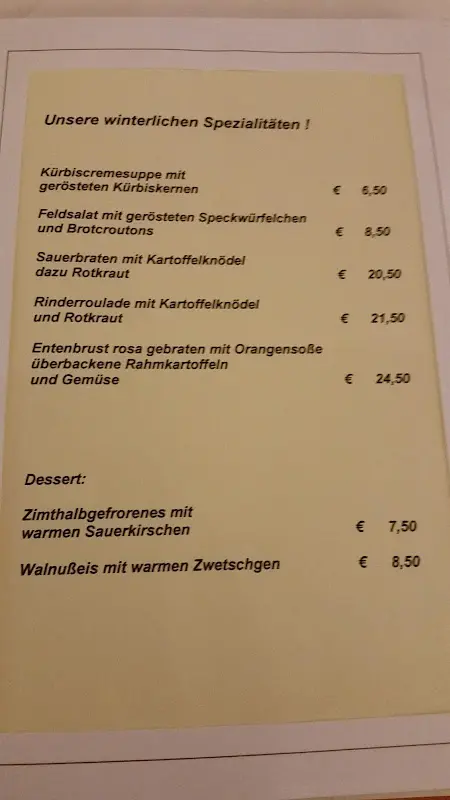 Unsere winterlichen Spezialitäten !
Kürbiscremesuppe mit
gerösteten Kürbiskernen € 6,50
Feldsalat mit gerösteten Speckwürfelchen
und Brotcroutons € 8,50
Sauerbraten mit Kartoffelknödel
dazu Rotkraut € 20,50
Rinderroulade mit Kartoffelknödel
und Rotkraut € 21,50
Entenbrust rosa gebraten mit Orangensoße
überbackene Rahmkartoffeln
und Gemüse € 24,50
Dessert:
Zimthalbgefrorenes mit
warmen Sauerkirschen € 7,50
Walnußeis mit warmen Zwetschgen € 8,50